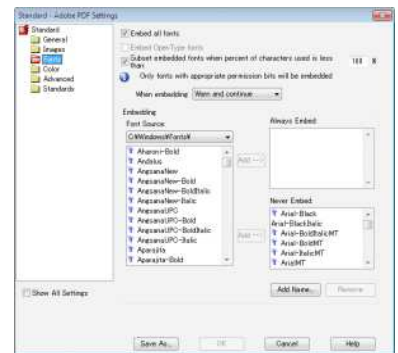 Standard - Adobe PDF Settings
Standard
General
Images
Fonts
Color
Advanced
Standards
Show All Settings
Embed all fonts
Embed OpenType fonts
Subset embedded fonts when percent of characters used is less than
100 %
Only fonts with appropriate permission bits will be embedded
When embedding Warn and continue
Embedding
Font Source
C:¥Windows¥Fonts¥
Aharoni-Bold
Andalus
AngsanaNew
AngsanaNew-Bold
AngsanaNew-BoldItalic
AngsanaNew-Italic
AngsanaUPC
AngsanaUPC-Bold
AngsanaUPC-BoldItalic
AngsanaUPC-Italic
Aparajita
Aparajita-Bold
Add -->
Add -->
Always Embed
Never Embed
Arial-Black
Arial-BlackItalic
Arial-BoldItalicMT
Arial-BoldMT
Arial-ItalicMT
ArialMT
Add Name...
Remove
Save As...
OK
Cancel
Help